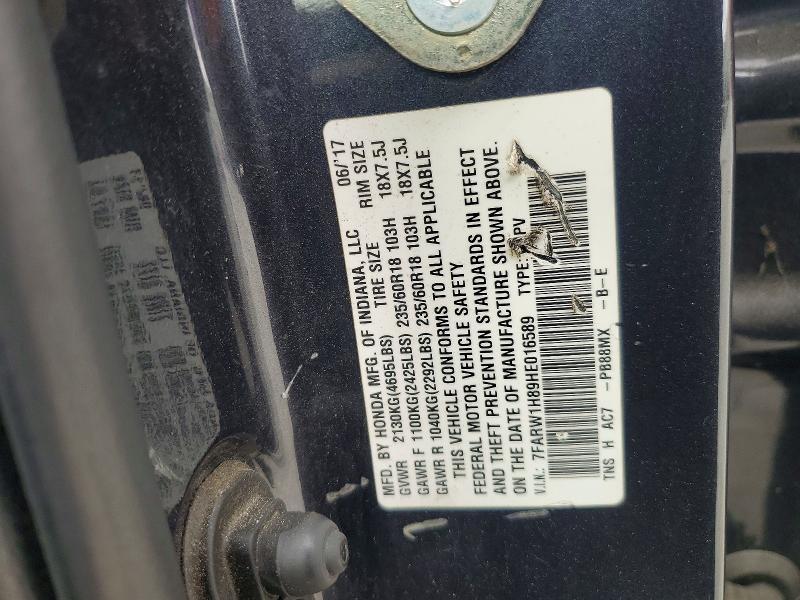 MFD. BY HONDA MFG. OF INDIANA, LLC 06/'17
GVWR 2130KG(4695LBS) TIRE SIZE RIM SIZE
GAWR F 1100KG(2425LBS) 235/60R18 103H 18X7.5J
GAWR R 1040KG(2292LBS) 235/60R18 103H 18X7.5J
THIS VEHICLE CONFORMS TO ALL APPLICABLE
FEDERAL MOTOR VEHICLE SAFETY
AND THEFT PREVENTION STANDARDS IN EFFECT
ON THE DATE OF MANUFACTURE SHOWN ABOVE.
V.I.N.: 7FARW1H89HE016589 TYPE: PV
TNS H AC7 -PB88MX -B-E